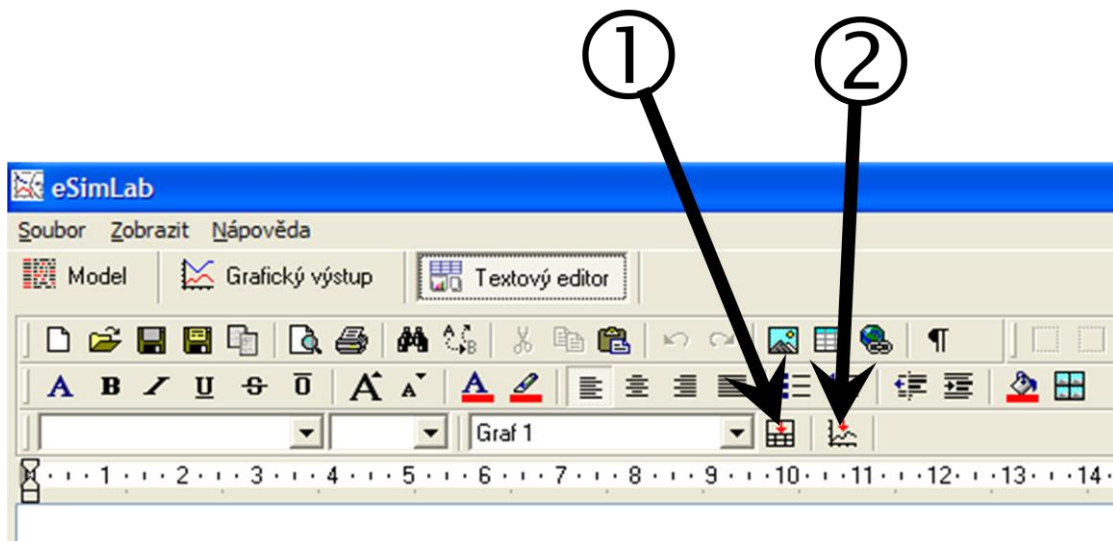 ① ②
eSimLab
Soubor Zobrazit Nápověda
Model Grafický výstup Textový editor
A B I U S O A A A
Graf 1
1 2 3 4 5 6 7 8 9 10 11 12 13 14